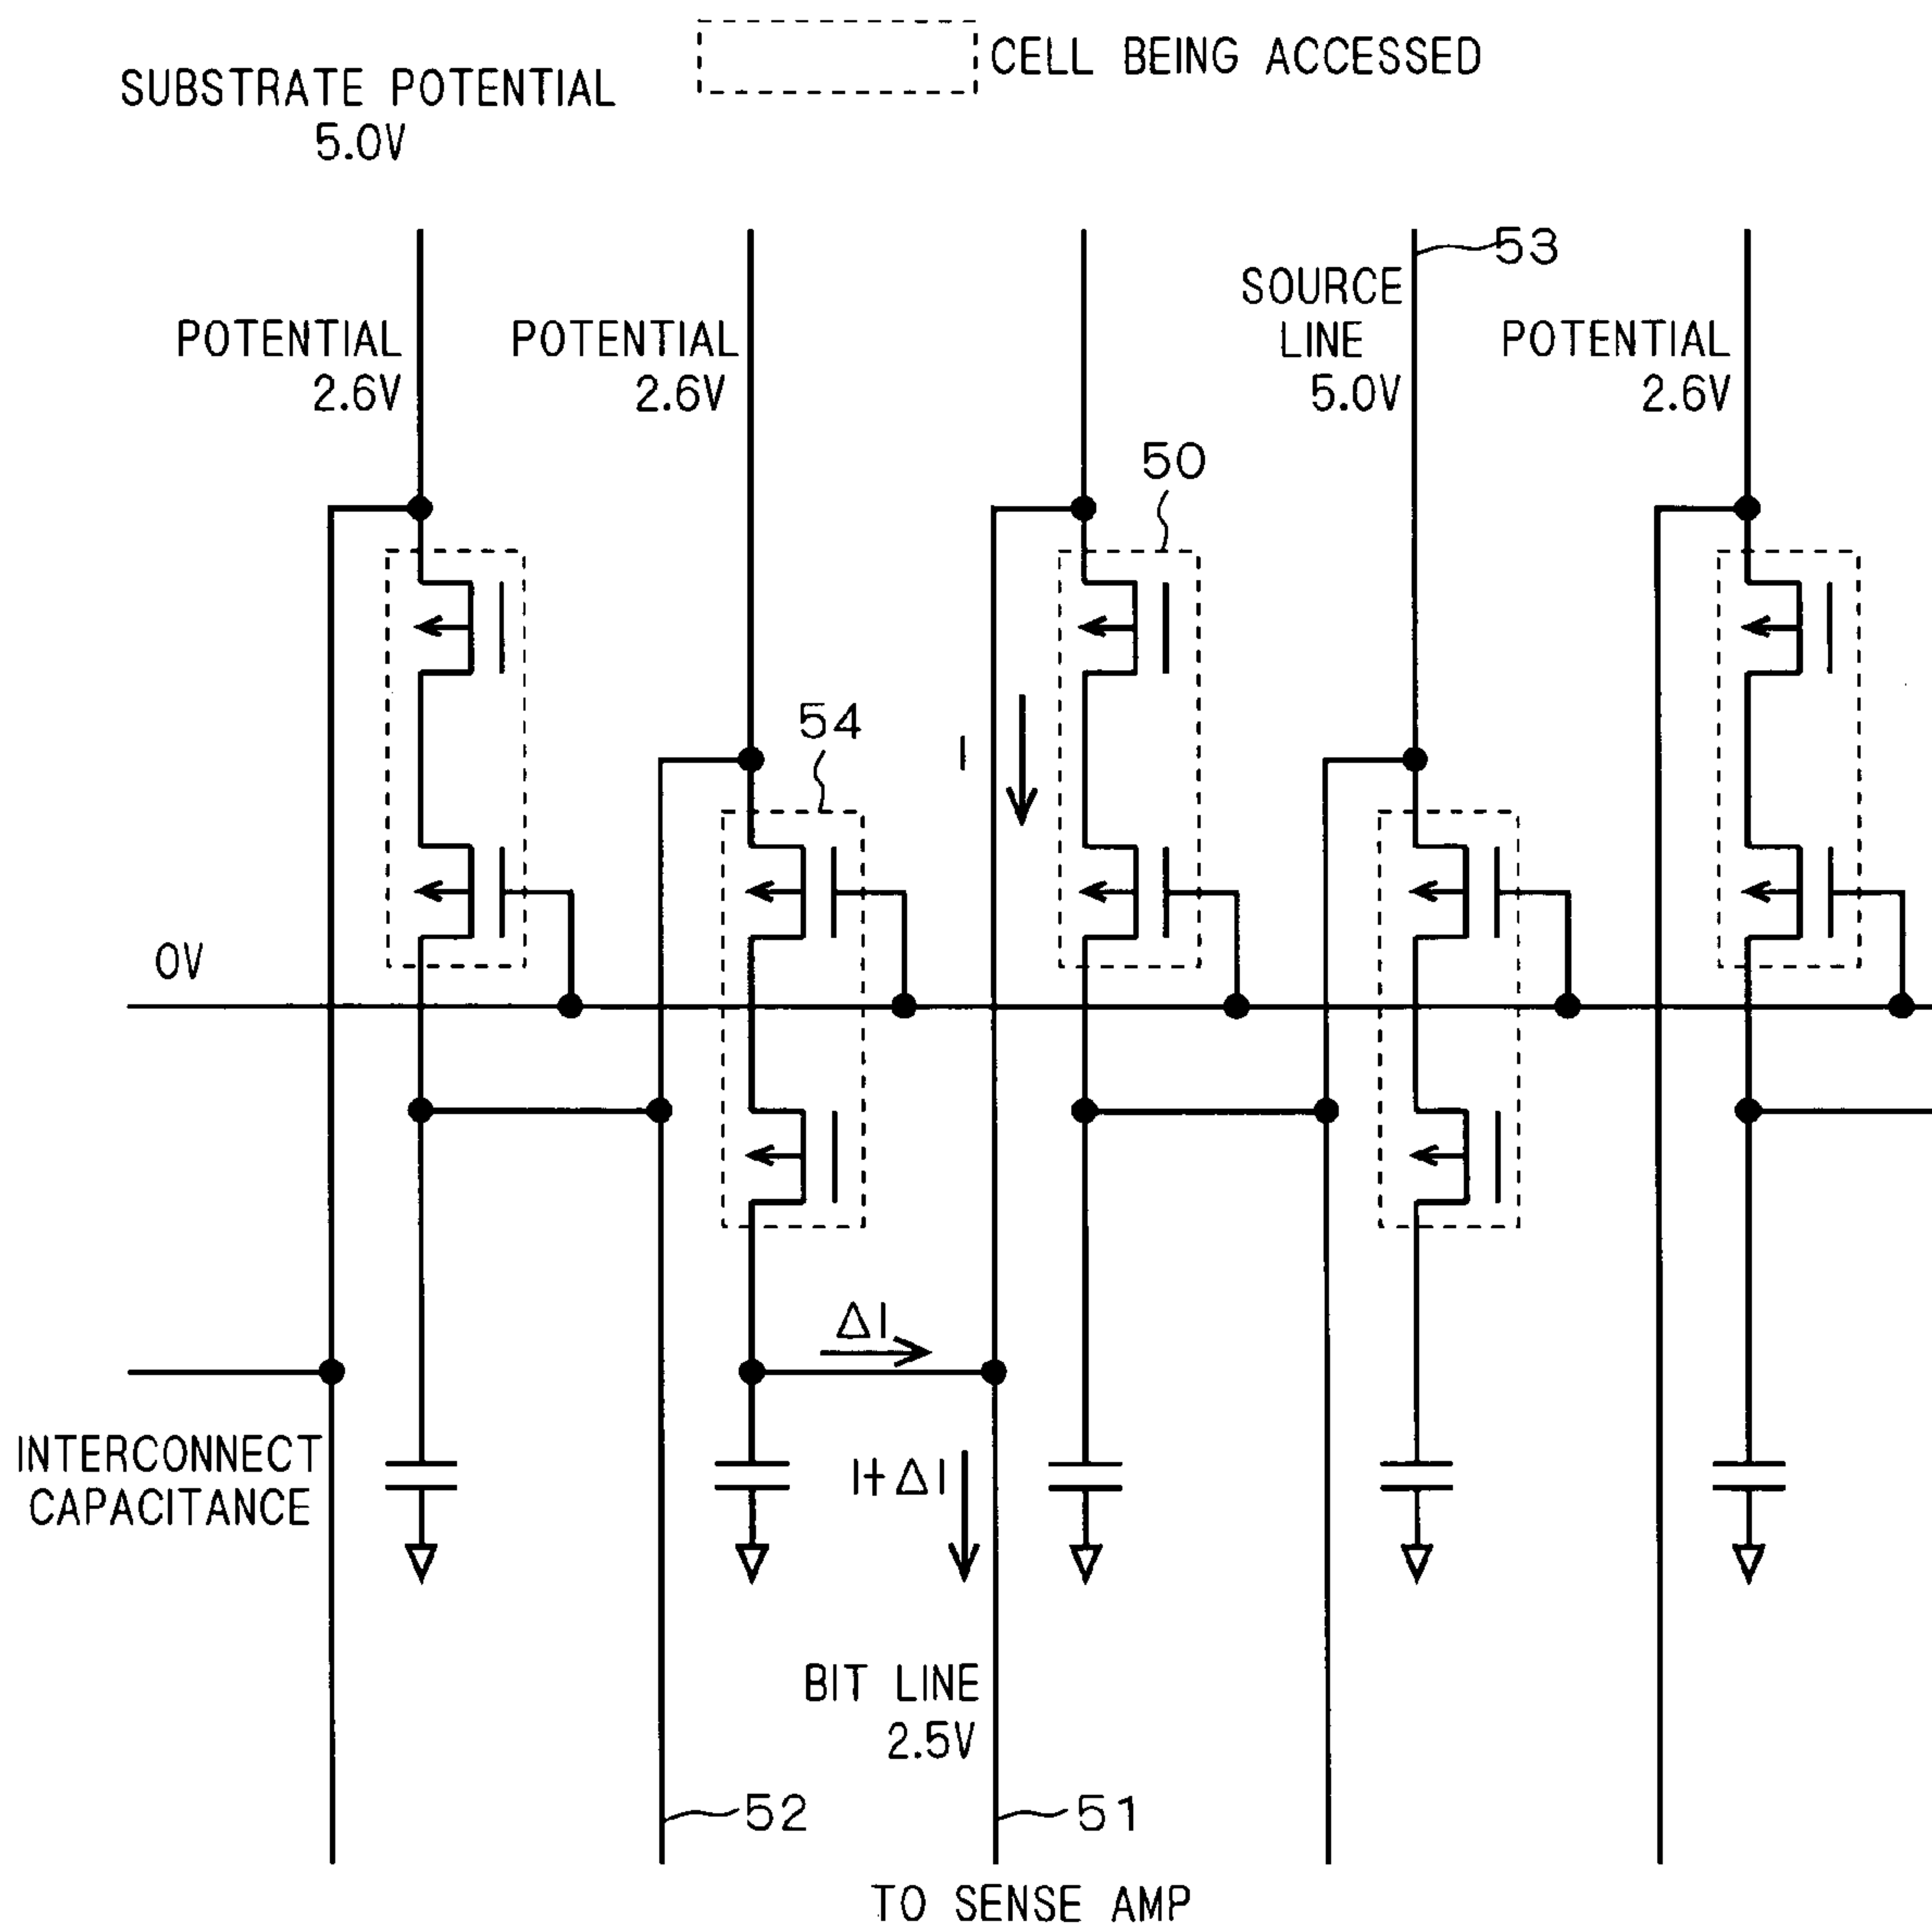 CELL BEING ACCESSED
SUBSTRATE POTENTIAL
5.0V
53
SOURCE
LINE
5.0V
POTENTIAL
2.6V
POTENTIAL
2.6V
POTENTIAL
2.6V
50
54
I
0V
ΔI
INTERCONNECT
CAPACITANCE
I+ΔI
BIT LINE
2.5V
52
51
TO SENSE AMP